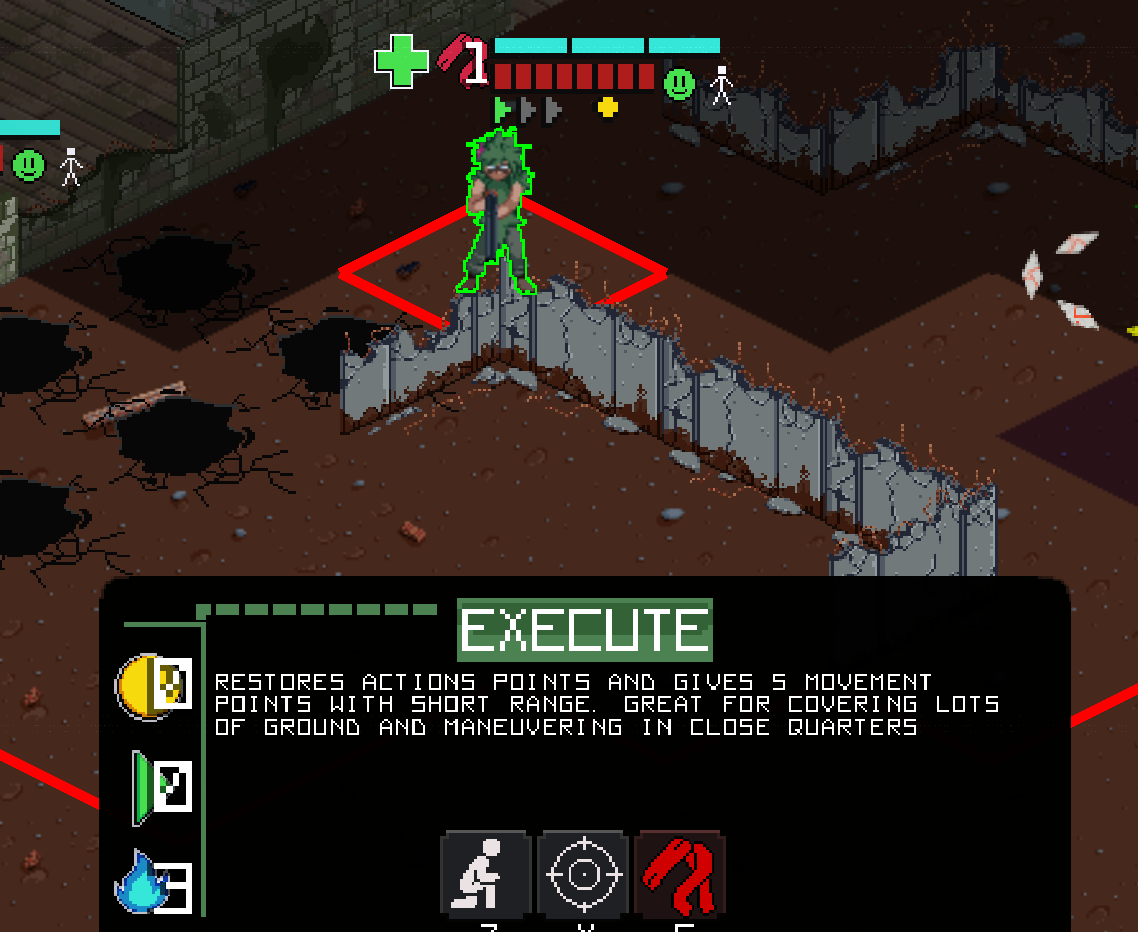 1
EXECUTE
RESTORES ACTIONS POINTS AND GIVES 5 MOVEMENT
POINTS WITH SHORT RANGE. GREAT FOR COVERING LOTS
OF GROUND AND MANEUVERING IN CLOSE QUARTERS